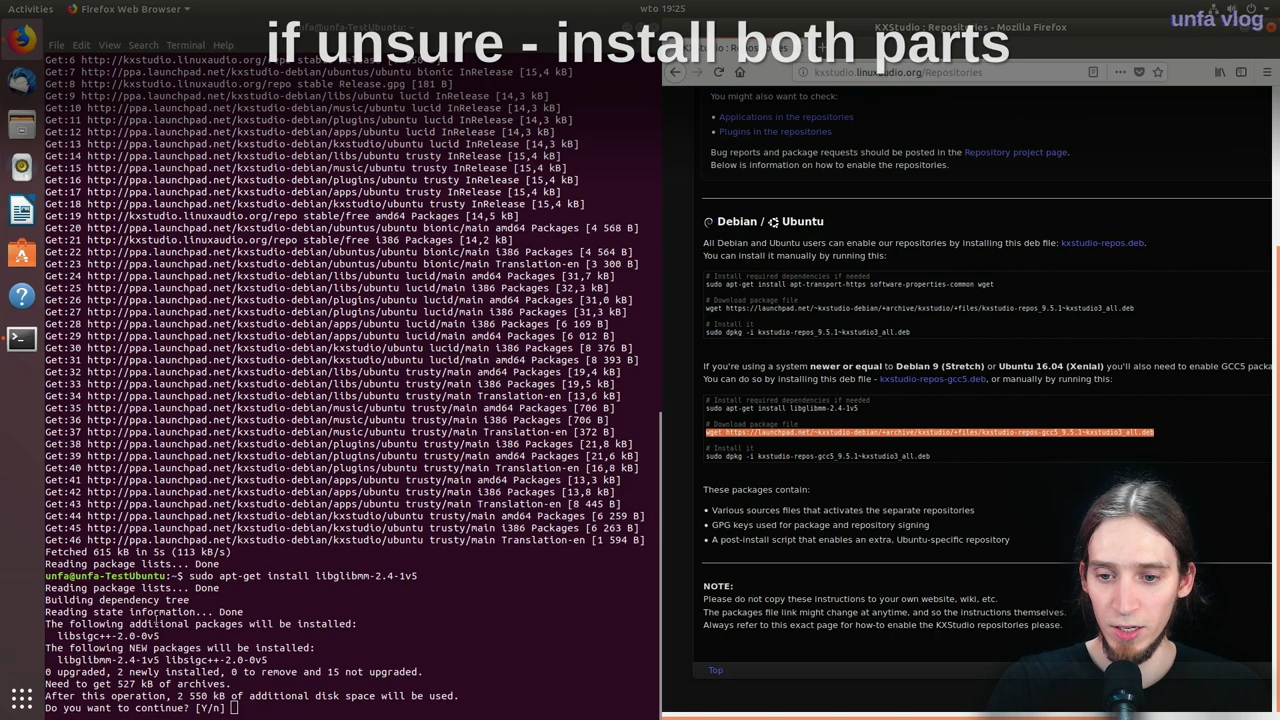 Activities
Firefox Web Browser
wto 19:25
unfa vlog
if unsure - install both parts
unfa@unfa-TestUbuntu: ~
File Edit View Search Terminal Help
Get:6 http://kxstudio.linuxaudio.org/repo stable Release [15,4 kB]
Get:7 http://ppa.launchpad.net/kxstudio-debian/ubuntus/ubuntu bionic InRelease [15,4 kB]
Get:8 http://kxstudio.linuxaudio.org/repo stable Release.gpg [181 B]
Get:9 http://ppa.launchpad.net/kxstudio-debian/libs/ubuntu lucid InRelease [14,3 kB]
Get:10 http://ppa.launchpad.net/kxstudio-debian/music/ubuntu lucid InRelease [14,3 kB]
Get:11 http://ppa.launchpad.net/kxstudio-debian/plugins/ubuntu lucid InRelease [14,3 kB]
Get:12 http://ppa.launchpad.net/kxstudio-debian/apps/ubuntu lucid InRelease [14,3 kB]
Get:13 http://ppa.launchpad.net/kxstudio-debian/kxstudio/ubuntu lucid InRelease [14,3 kB]
Get:14 http://ppa.launchpad.net/kxstudio-debian/libs/ubuntu trusty InRelease [15,4 kB]
Get:15 http://ppa.launchpad.net/kxstudio-debian/music/ubuntu trusty InRelease [15,4 kB]
Get:16 http://ppa.launchpad.net/kxstudio-debian/plugins/ubuntu trusty InRelease [15,4 kB]
Get:17 http://ppa.launchpad.net/kxstudio-debian/apps/ubuntu trusty InRelease [15,4 kB]
Get:18 http://ppa.launchpad.net/kxstudio-debian/kxstudio/ubuntu trusty InRelease [15,4 kB]
Get:19 http://kxstudio.linuxaudio.org/repo stable/free amd64 Packages [14,5 kB]
Get:20 http://ppa.launchpad.net/kxstudio-debian/ubuntus/ubuntu bionic/main amd64 Packages [4 568 B]
Get:21 http://kxstudio.linuxaudio.org/repo stable/free i386 Packages [14,2 kB]
Get:22 http://ppa.launchpad.net/kxstudio-debian/ubuntus/ubuntu bionic/main i386 Packages [4 564 B]
Get:23 http://ppa.launchpad.net/kxstudio-debian/ubuntus/ubuntu bionic/main Translation-en [3 300 B]
Get:24 http://ppa.launchpad.net/kxstudio-debian/libs/ubuntu lucid/main amd64 Packages [31,7 kB]
Get:25 http://ppa.launchpad.net/kxstudio-debian/libs/ubuntu lucid/main i386 Packages [32,3 kB]
Get:26 http://ppa.launchpad.net/kxstudio-debian/plugins/ubuntu lucid/main amd64 Packages [31,0 kB]
Get:27 http://ppa.launchpad.net/kxstudio-debian/plugins/ubuntu lucid/main i386 Packages [31,3 kB]
Get:28 http://ppa.launchpad.net/kxstudio-debian/apps/ubuntu lucid/main amd64 Packages [6 169 B]
Get:29 http://ppa.launchpad.net/kxstudio-debian/apps/ubuntu lucid/main i386 Packages [6 012 B]
Get:30 http://ppa.launchpad.net/kxstudio-debian/kxstudio/ubuntu lucid/main i386 Packages [8 376 B]
Get:31 http://ppa.launchpad.net/kxstudio-debian/kxstudio/ubuntu lucid/main amd64 Packages [8 393 B]
Get:32 http://ppa.launchpad.net/kxstudio-debian/libs/ubuntu trusty/main amd64 Packages [19,4 kB]
Get:33 http://ppa.launchpad.net/kxstudio-debian/libs/ubuntu trusty/main i386 Packages [19,5 kB]
Get:34 http://ppa.launchpad.net/kxstudio-debian/libs/ubuntu trusty/main Translation-en [13,6 kB]
Get:35 http://ppa.launchpad.net/kxstudio-debian/music/ubuntu trusty/main amd64 Packages [706 B]
Get:36 http://ppa.launchpad.net/kxstudio-debian/music/ubuntu trusty/main i386 Packages [706 B]
Get:37 http://ppa.launchpad.net/kxstudio-debian/music/ubuntu trusty/main Translation-en [372 B]
Get:38 http://ppa.launchpad.net/kxstudio-debian/plugins/ubuntu trusty/main amd64 Packages [21,8 kB]
Get:39 http://ppa.launchpad.net/kxstudio-debian/plugins/ubuntu trusty/main i386 Packages [21,6 kB]
Get:40 http://ppa.launchpad.net/kxstudio-debian/plugins/ubuntu trusty/main Translation-en [16,8 kB]
Get:41 http://ppa.launchpad.net/kxstudio-debian/apps/ubuntu trusty/main amd64 Packages [13,3 kB]
Get:42 http://ppa.launchpad.net/kxstudio-debian/apps/ubuntu trusty/main i386 Packages [13,8 kB]
Get:43 http://ppa.launchpad.net/kxstudio-debian/apps/ubuntu trusty/main Translation-en [8 445 B]
Get:44 http://ppa.launchpad.net/kxstudio-debian/kxstudio/ubuntu trusty/main amd64 Packages [6 259 B]
Get:45 http://ppa.launchpad.net/kxstudio-debian/kxstudio/ubuntu trusty/main i386 Packages [6 263 B]
Get:46 http://ppa.launchpad.net/kxstudio-debian/kxstudio/ubuntu trusty/main Translation-en [1 594 B]
Fetched 615 kB in 5s (113 kB/s)
Reading package lists... Done
unfa@unfa-TestUbuntu:~$ sudo apt-get install libglibmm-2.4-1v5
Reading package lists... Done
Building dependency tree
Reading state information... Done
The following additional packages will be installed:
libsigc++-2.0-0v5
The following NEW packages will be installed:
libglibmm-2.4-1v5 libsigc++-2.0-0v5
0 upgraded, 2 newly installed, 0 to remove and 15 not upgraded.
Need to get 527 kB of archives.
After this operation, 2 550 kB of additional disk space will be used.
Do you want to continue? [Y/n]
KXStudio : Repositories - Mozilla Firefox
kxstudio.linuxaudio.org/Repositories
You might also want to check:
• Applications in the repositories
• Plugins in the repositories
Bug reports and package requests should be posted in the Repository project page.
Below is information on how to enable the repositories.
Debian / Ubuntu
All Debian and Ubuntu users can enable our repositories by installing this deb file: kxstudio-repos.deb.
You can install it manually by running this:
# Install required dependencies if needed
sudo apt-get install apt-transport-https software-properties-common wget
# Download package file
wget https://launchpad.net/~kxstudio-debian/+archive/kxstudio/+files/kxstudio-repos_9.5.1~kxstudio3_all.deb
# Install it
sudo dpkg -i kxstudio-repos_9.5.1~kxstudio3_all.deb
If you're using a system newer or equal to Debian 9 (Stretch) or Ubuntu 16.04 (Xenial) you'll also need to enable GCC5 packa
You can do so by installing this deb file - kxstudio-repos-gcc5.deb, or manually by running this:
# Install required dependencies if needed
sudo apt-get install libglibmm-2.4-1v5
# Download package file
wget https://launchpad.net/~kxstudio-debian/+archive/kxstudio/+files/kxstudio-repos-gcc5_9.5.1~kxstudio3_all.deb
# Install it
sudo dpkg -i kxstudio-repos-gcc5_9.5.1~kxstudio3_all.deb
These packages contain:
• Various sources files that activates the separate repositories
• GPG keys used for package and repository signing
• A post-install script that enables an extra, Ubuntu-specific repository
NOTE:
Please do not copy these instructions to your own website, wiki, etc.
The packages file link might change at anytime, and so the instructions themselves.
Always refer to this exact page for how-to enable the KXStudio repositories please.
Top